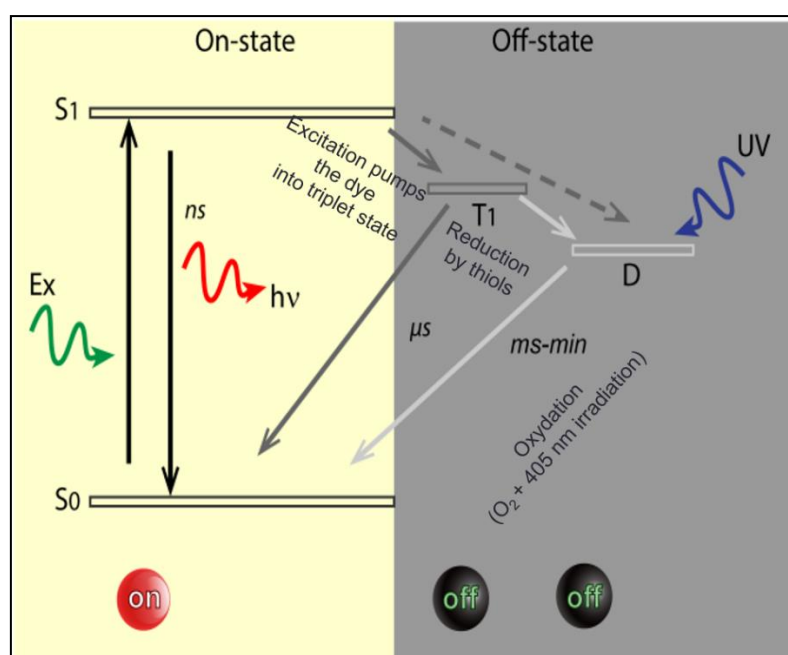 On-state
Off-state
S1
Excitation pumps
the dye
into triplet state
UV
ns
T1
Reduction
by thiols
D
Ex
hν
µs
ms-min
Oxydation
(O₂ + 405 nm irradiation)
S0
on
off
off